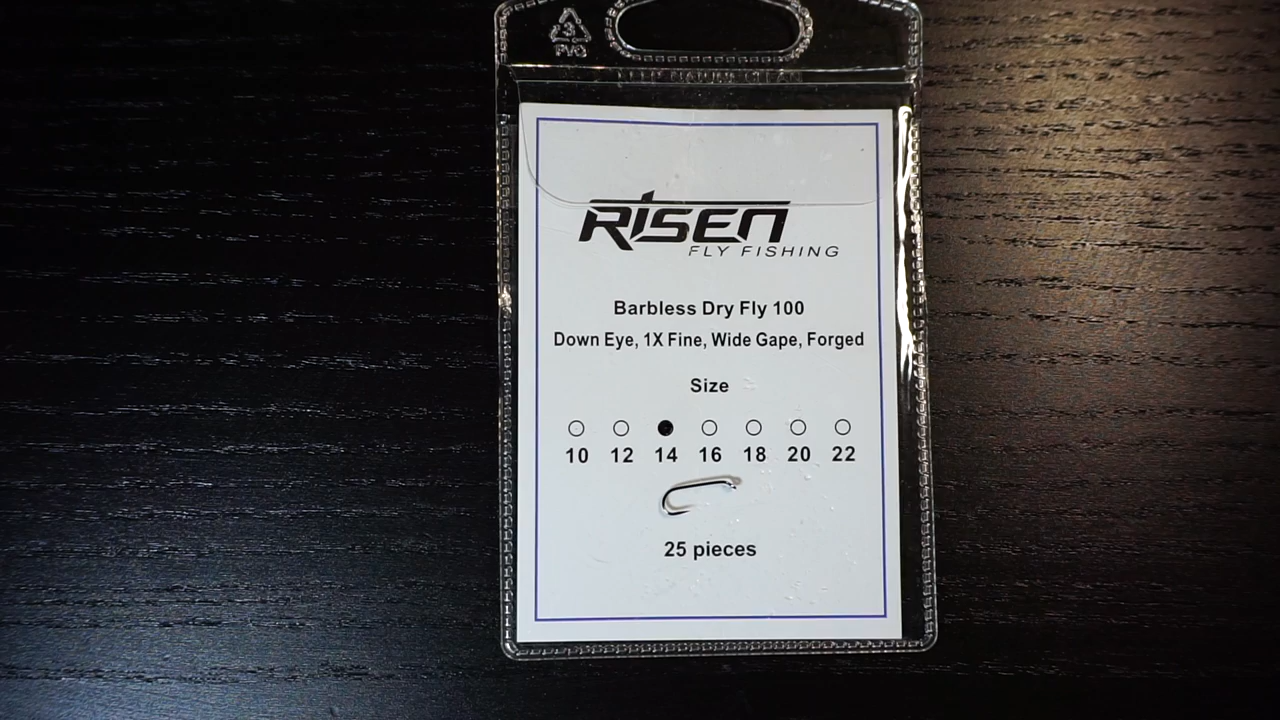 3
PVC
RISEN
FLY FISHING
Barbless Dry Fly 100
Down Eye, 1X Fine, Wide Gape, Forged
Size
10 12 14 16 18 20 22
25 pieces